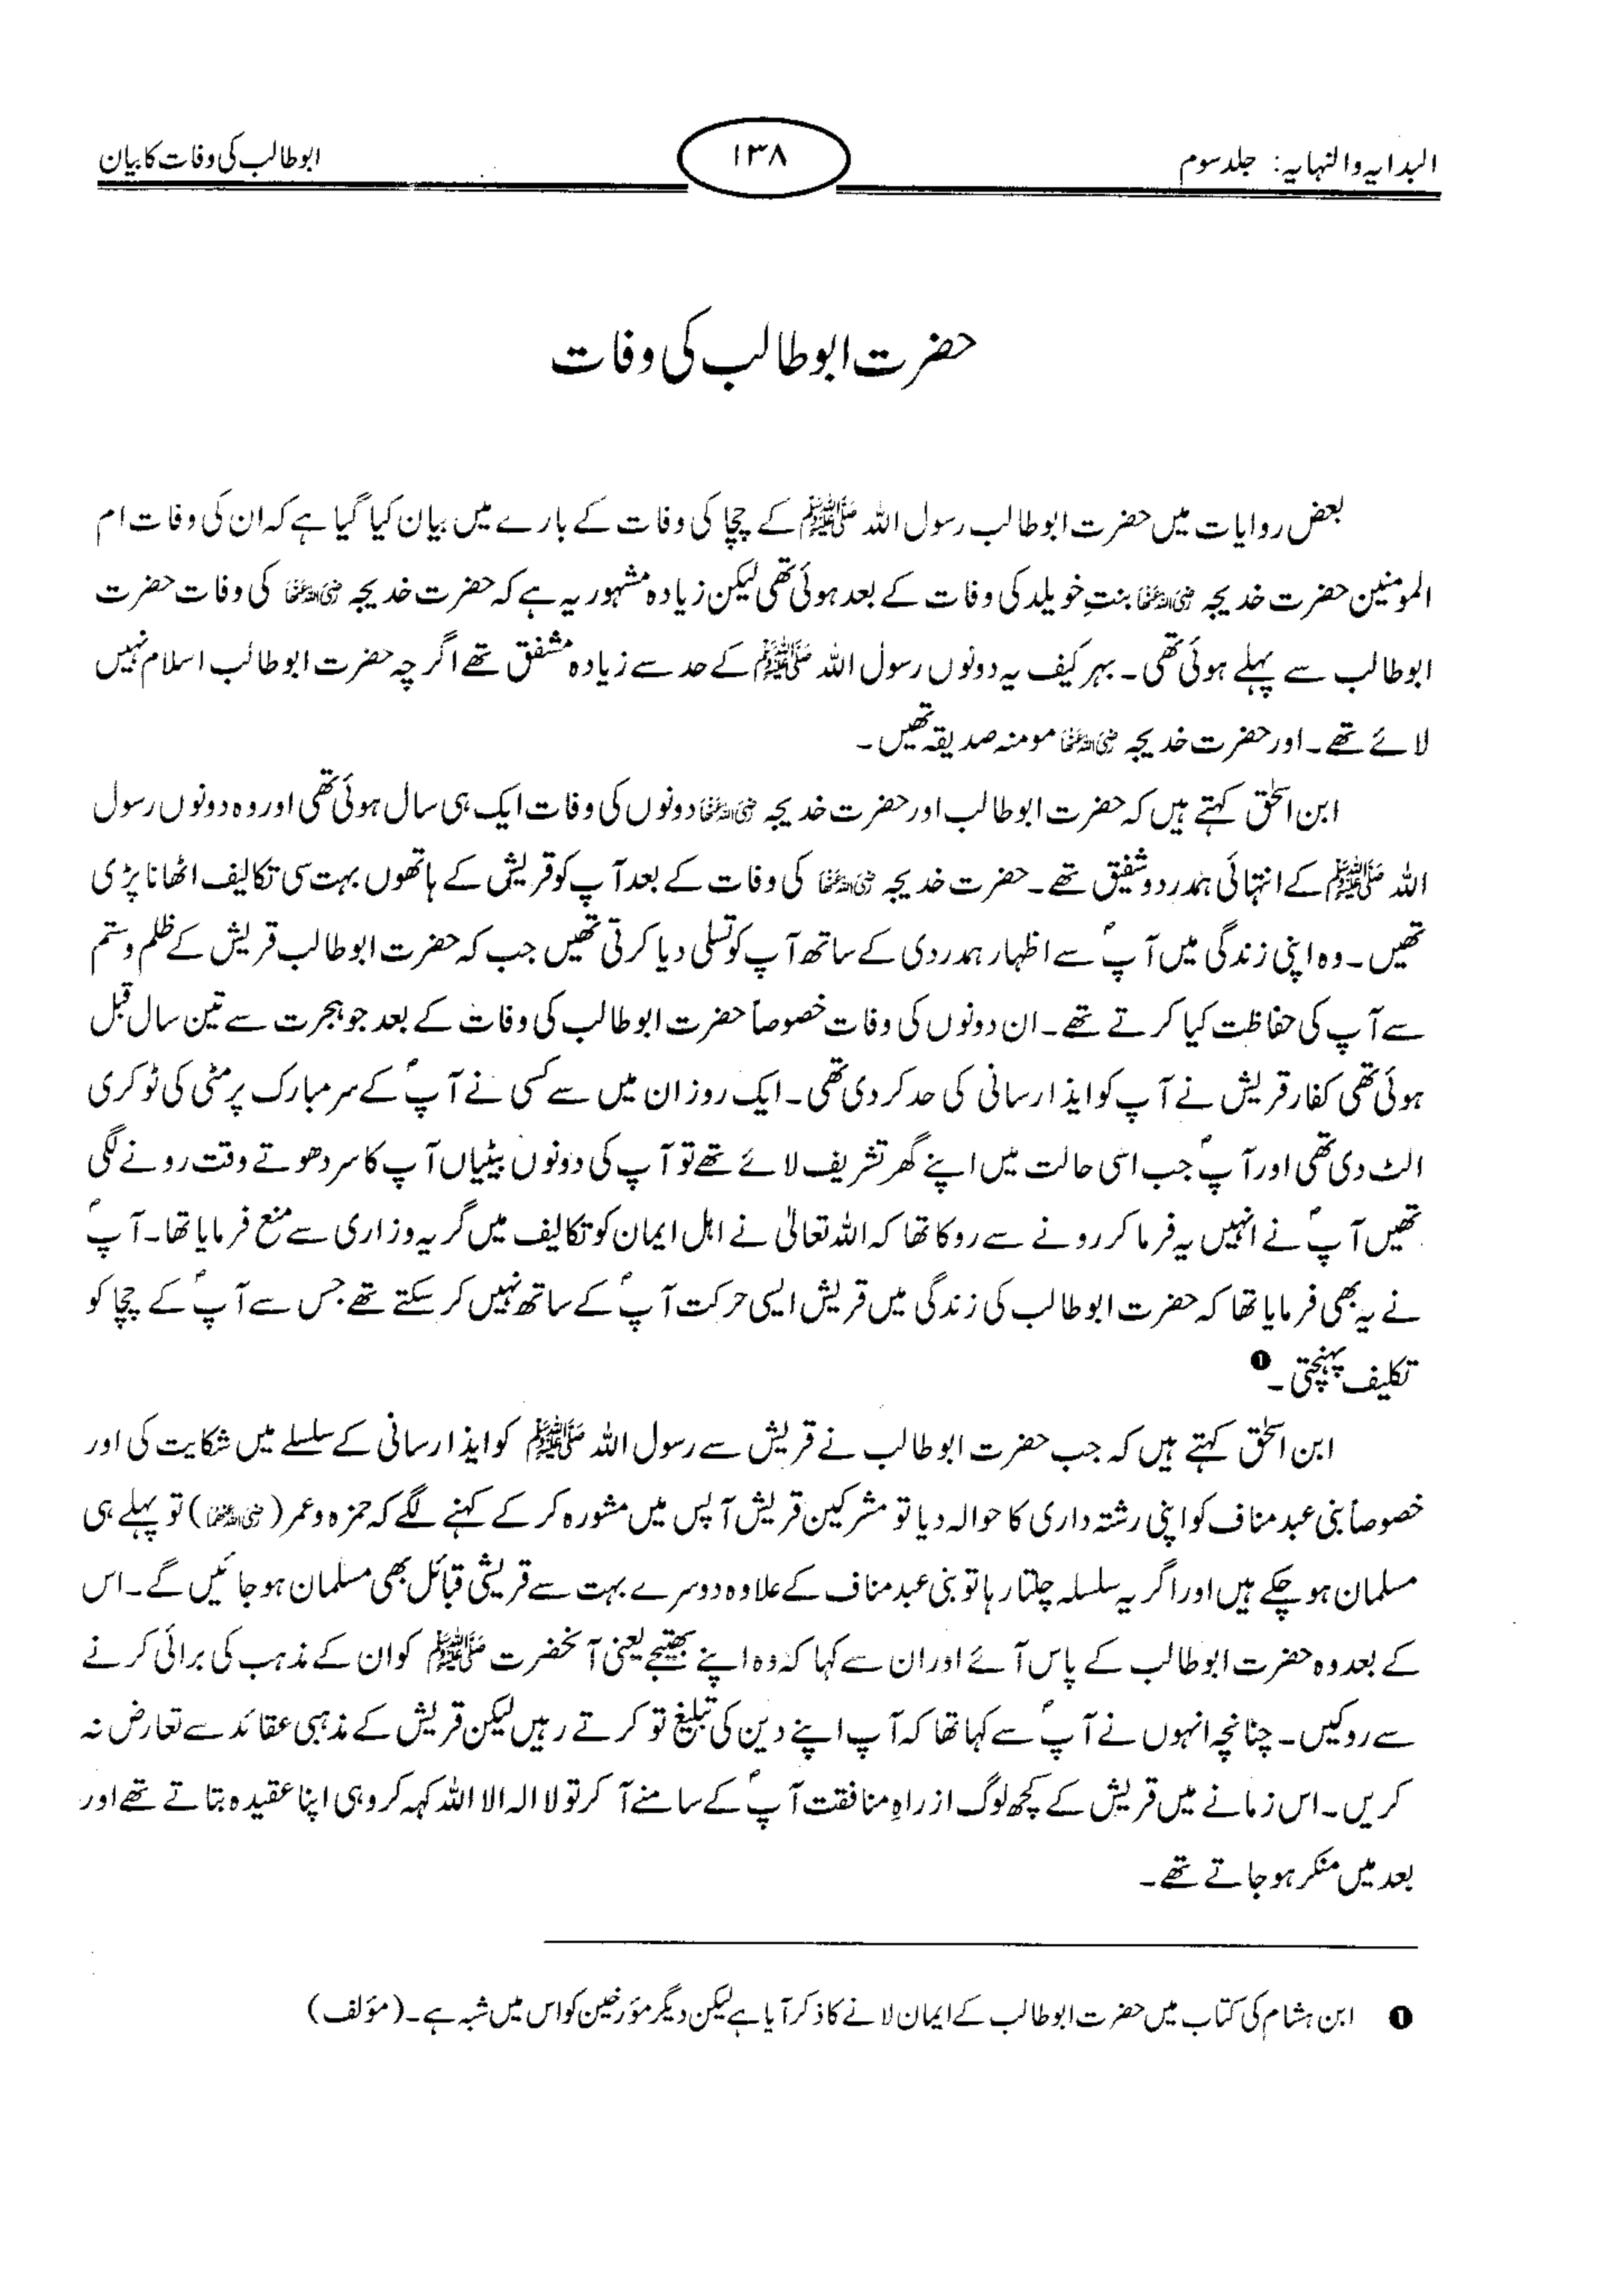 البدایہ والنہایہ: جلد سوم
۱۳۸
ابوطالب کی وفات کا بیان
حضرت ابوطالب کی وفات
بعض روایات میں حضرت ابوطالب رسول اللہ ﷺ کے چچا کی وفات کے بارے میں بیان کیا گیا ہے کہ ان کی وفات ام
المومنین حضرت خدیجہ رضی اللہ عنہا بنتِ خویلد کی وفات کے بعد ہوئی تھی لیکن زیادہ مشہور یہ ہے کہ حضرت خدیجہ رضی اللہ عنہا کی وفات حضرت
ابوطالب سے پہلے ہوئی تھی۔ بہر کیف یہ دونوں رسول اللہ ﷺ کے حد سے زیادہ مشفق تھے اگر چہ حضرت ابوطالب اسلام نہیں
لائے تھے۔ اور حضرت خدیجہ رضی اللہ عنہا مومنہ صدیقہ تھیں۔
ابن اسحٰق کہتے ہیں کہ حضرت ابوطالب اور حضرت خدیجہ رضی اللہ عنہا دونوں کی وفات ایک ہی سال ہوئی تھی اور وہ دونوں رسول
اللہ ﷺ کے انتہائی ہمدرد و شفیق تھے۔ حضرت خدیجہ رضی اللہ عنہا کی وفات کے بعد آپ کو قریش کے ہاتھوں بہت سی تکالیف اٹھانا پڑی
تھیں۔ وہ اپنی زندگی میں آپؐ سے اظہار ہمدردی کے ساتھ آپ کو تسلی دیا کرتی تھیں جب کہ حضرت ابوطالب قریش کے ظلم و ستم
سے آپ کی حفاظت کیا کرتے تھے۔ ان دونوں کی وفات خصوصاً حضرت ابوطالب کی وفات کے بعد جو ہجرت سے تین سال قبل
ہوئی تھی کفار قریش نے آپ کو ایذا رسانی کی حد کر دی تھی۔ ایک روز ان میں سے کسی نے آپؐ کے سر مبارک پر مٹی کی ٹوکری
الٹ دی تھی اور آپؐ جب اسی حالت میں اپنے گھر تشریف لائے تھے تو آپ کی دونوں بیٹیاں آپ کا سر دھوتے وقت رونے لگی
تھیں آپؐ نے انہیں یہ فرما کر رونے سے روکا تھا کہ اللہ تعالیٰ نے اہل ایمان کو تکالیف میں گریہ وزاری سے منع فرمایا تھا۔ آپؐ
نے یہ بھی فرمایا تھا کہ حضرت ابوطالب کی زندگی میں قریش ایسی حرکت آپؐ کے ساتھ نہیں کر سکتے تھے جس سے آپؐ کے چچا کو
تکلیف پہنچتی۔ ❶
ابن اسحٰق کہتے ہیں کہ جب حضرت ابوطالب نے قریش سے رسول اللہ ﷺ کو ایذا رسانی کے سلسلے میں شکایت کی اور
خصوصاً بنی عبد مناف کو اپنی رشتہ داری کا حوالہ دیا تو مشرکین قریش آپس میں مشورہ کر کے کہنے لگے کہ حمزہ و عمر (رضی اللہ عنہما) تو پہلے ہی
مسلمان ہو چکے ہیں اور اگر یہ سلسلہ چلتا رہا تو بنی عبد مناف کے علاوہ دوسرے بہت سے قریشی قبائل بھی مسلمان ہو جائیں گے۔ اس
کے بعد وہ حضرت ابوطالب کے پاس آئے اور ان سے کہا کہ وہ اپنے بھتیجے یعنی آنحضرت ﷺ کو ان کے مذہب کی برائی کرنے
سے روکیں۔ چنانچہ انہوں نے آپؐ سے کہا تھا کہ آپ اپنے دین کی تبلیغ تو کرتے رہیں لیکن قریش کے مذہبی عقائد سے تعارض نہ
کریں۔ اس زمانے میں قریش کے کچھ لوگ از راہِ منافقت آپؐ کے سامنے آ کر تو لا الہ الا اللہ کہہ کر وہی اپنا عقیدہ بتاتے تھے اور
بعد میں منکر ہو جاتے تھے۔
❶ ابن ہشام کی کتاب میں حضرت ابوطالب کے ایمان لانے کا ذکر آیا ہے لیکن دیگر مؤرخین کو اس میں شبہ ہے۔ (مؤلف)